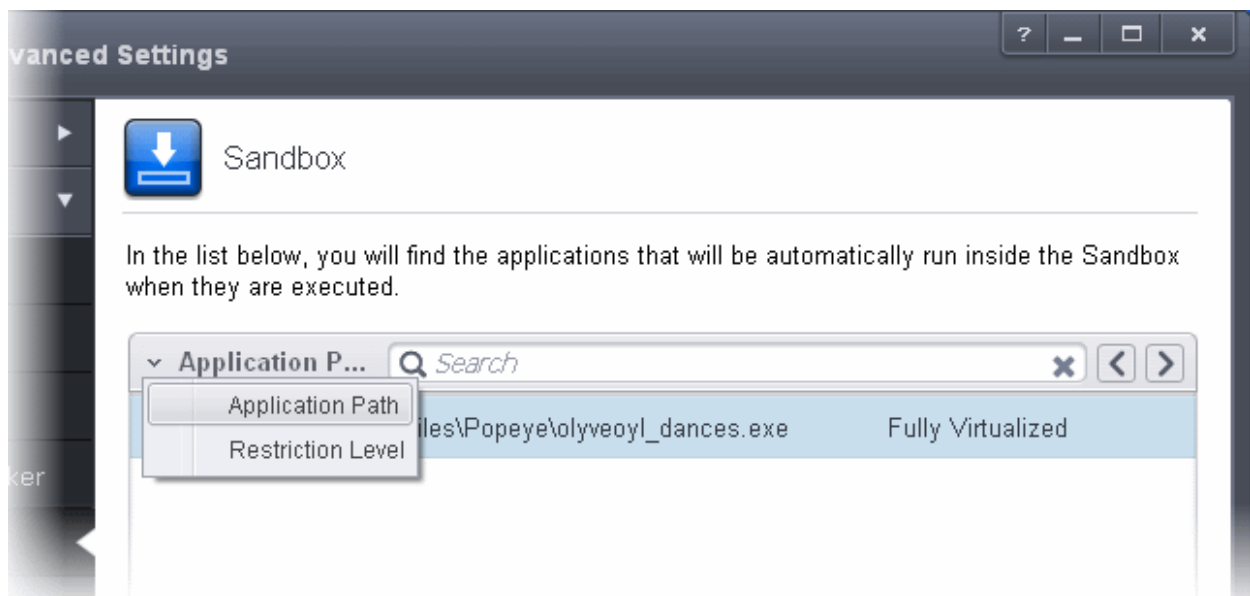 vanced Settings
Sandbox
In the list below, you will find the applications that will be automatically run inside the Sandbox
when they are executed.
Application P... Search
Application Path
iles\Popeye\olyveoyl_dances.exe Fully Virtualized
Restriction Level
ker